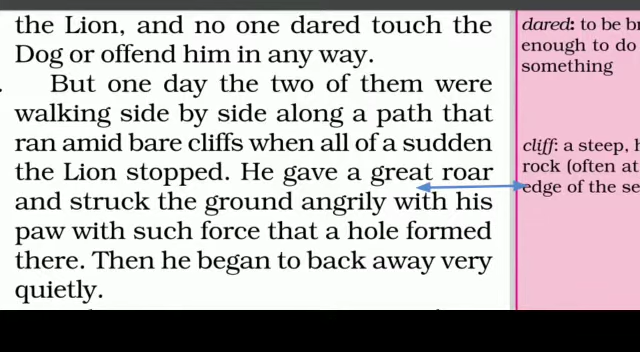 the Lion, and no one dared touch the
Dog or offend him in any way.
But one day the two of them were
walking side by side along a path that
ran amid bare cliffs when all of a sudden
the Lion stopped. He gave a great roar
and struck the ground angrily with his
paw with such force that a hole formed
there. Then he began to back away very
quietly.
dared: to be br
enough to do
something
cliff: a steep, h
rock (often at
edge of the se